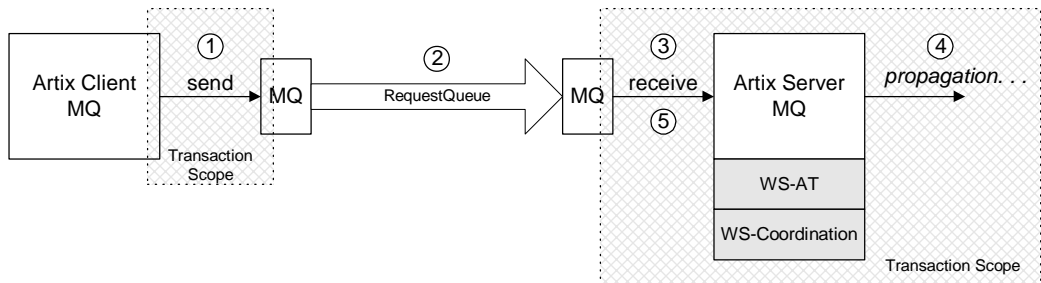 Artix Client
MQ
1
send
Transaction
Scope
MQ
2
RequestQueue
MQ
3
receive
5
Artix Server
MQ
WS-AT
WS-Coordination
4
propagation. . .
Transaction Scope